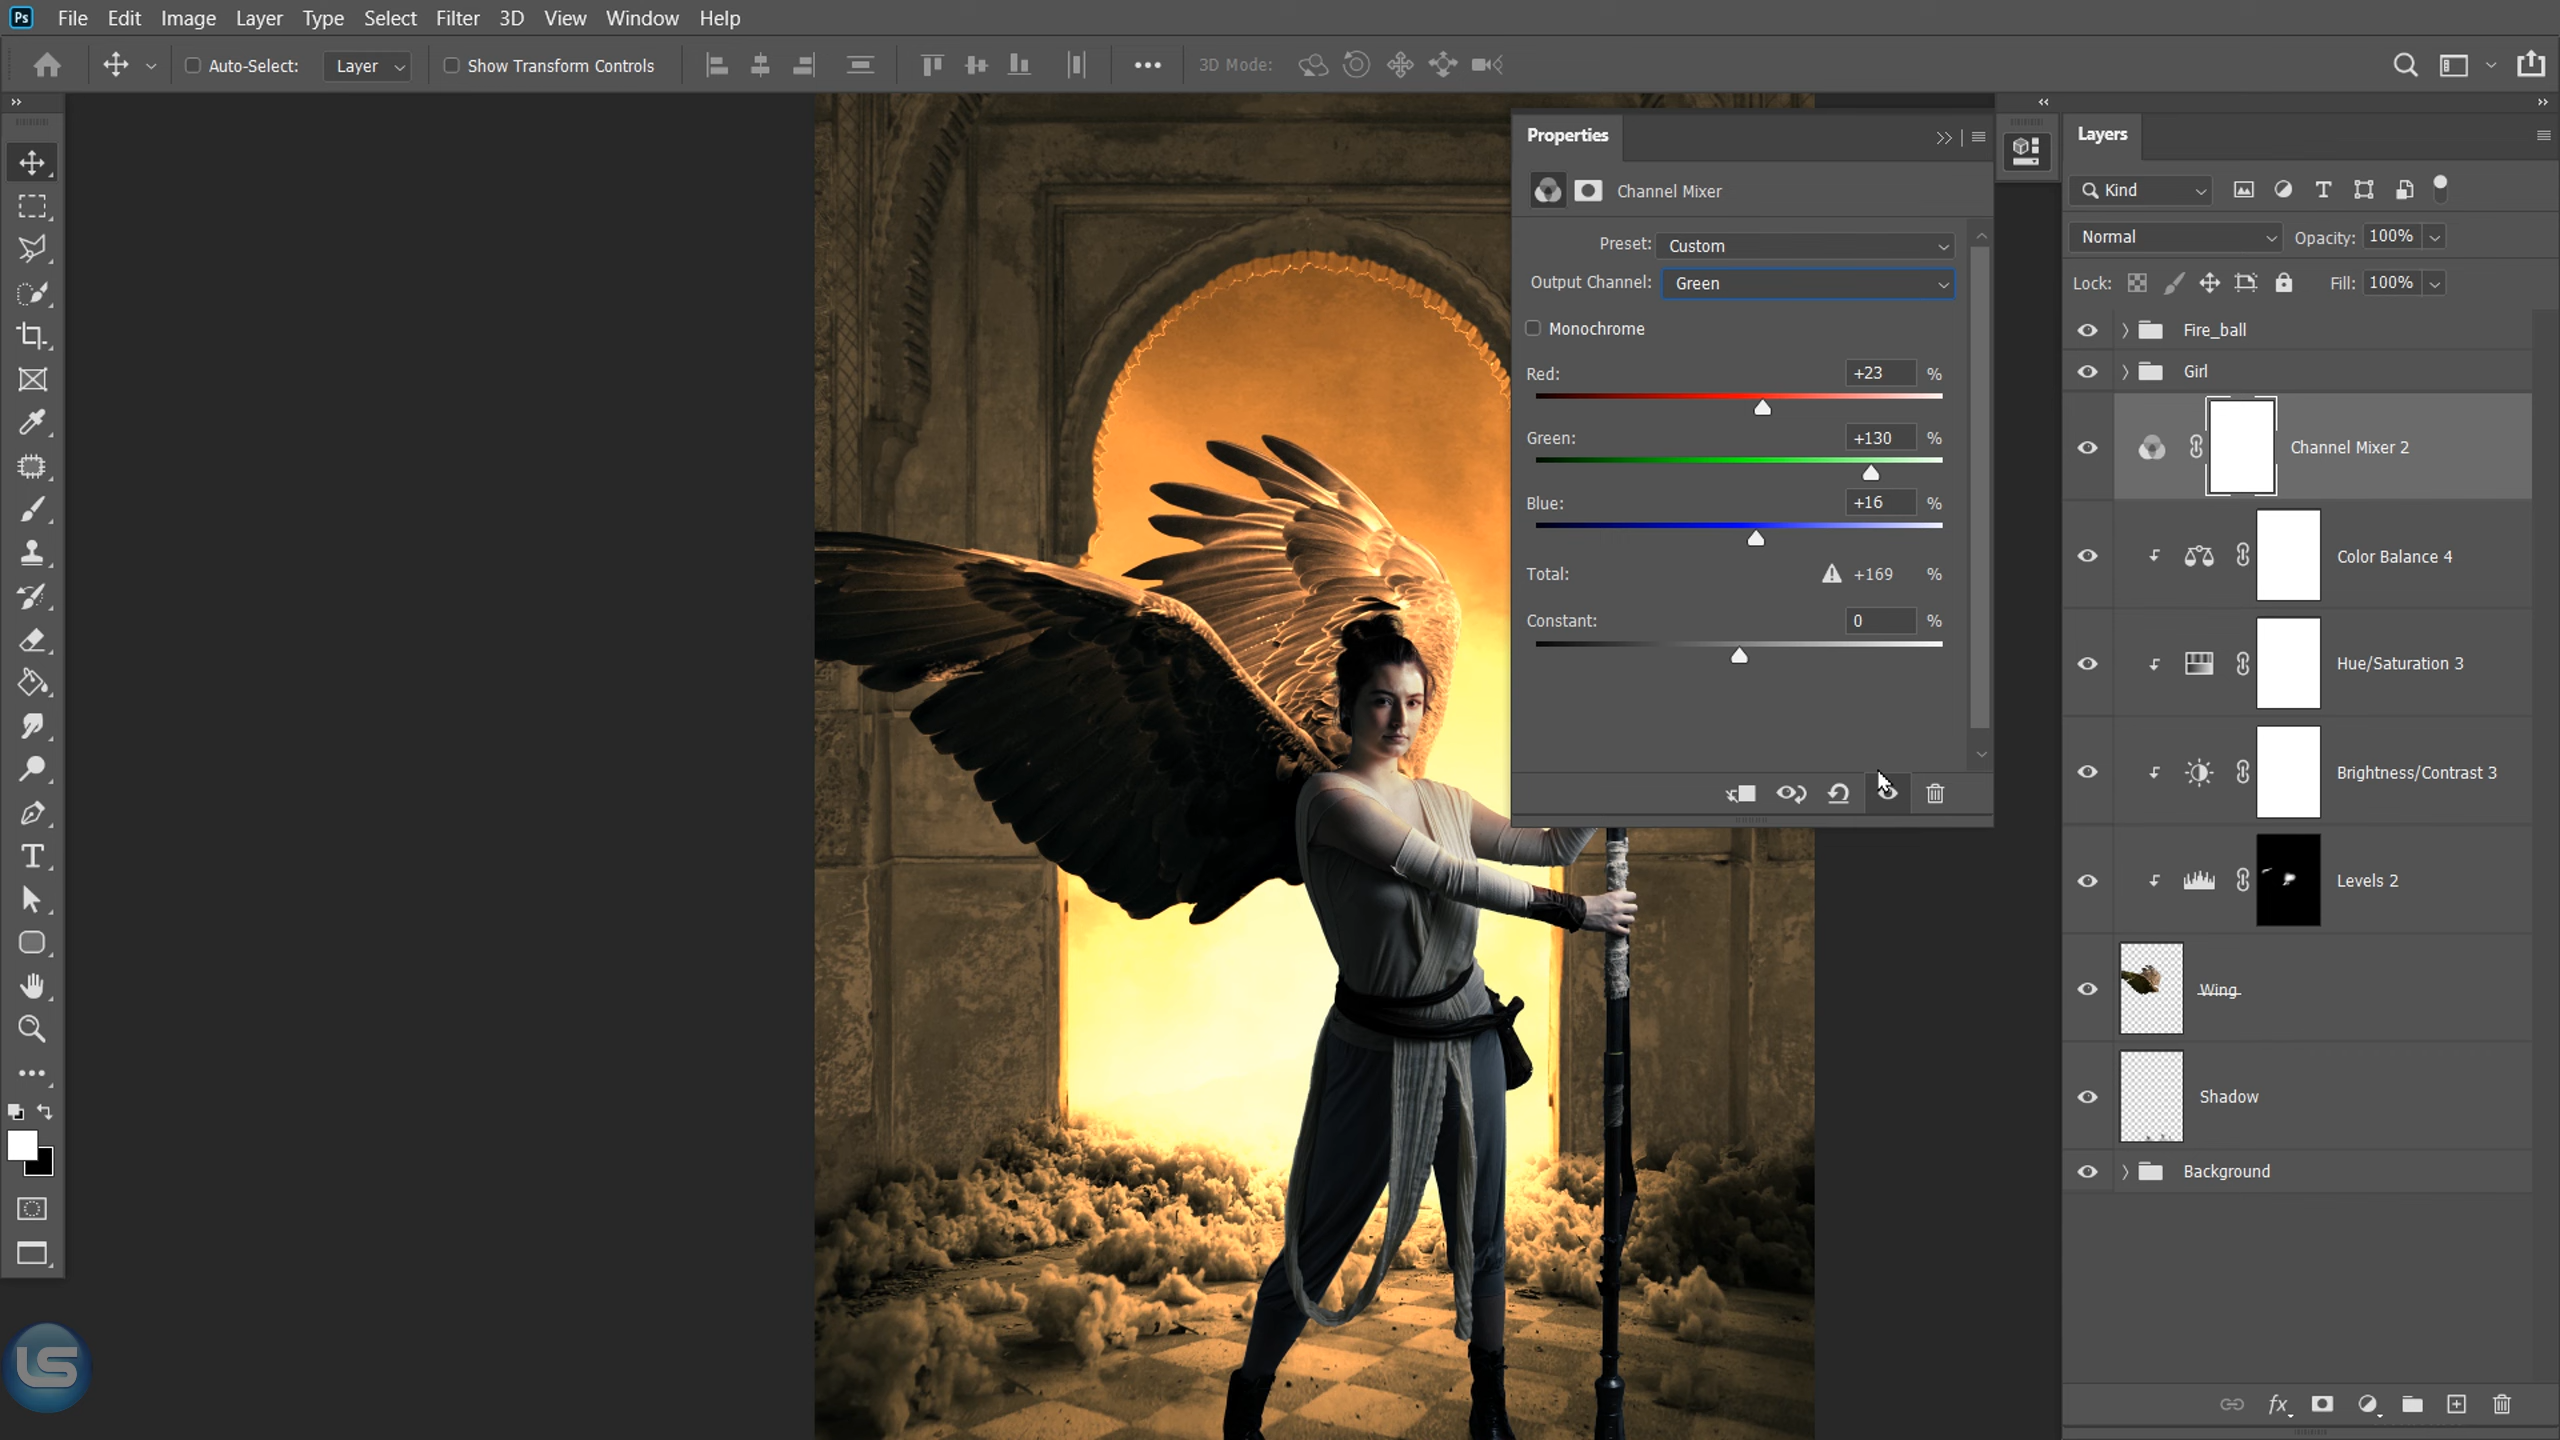 Ps File Edit Image Layer Type Select Filter 3D View Window Help
Auto-Select: Layer Show Transform Controls 3D Mode:
Properties
Channel Mixer
Preset: Custom
Output Channel: Green
Monochrome
Red: +23 %
Green: +130 %
Blue: +16 %
Total: +169 %
Constant: 0 %
Layers
Kind
Normal Opacity: 100%
Lock: Fill: 100%
Fire_ball
Girl
Channel Mixer 2
Color Balance 4
Hue/Saturation 3
Brightness/Contrast 3
Levels 2
Wing
Shadow
Background
fx
LS